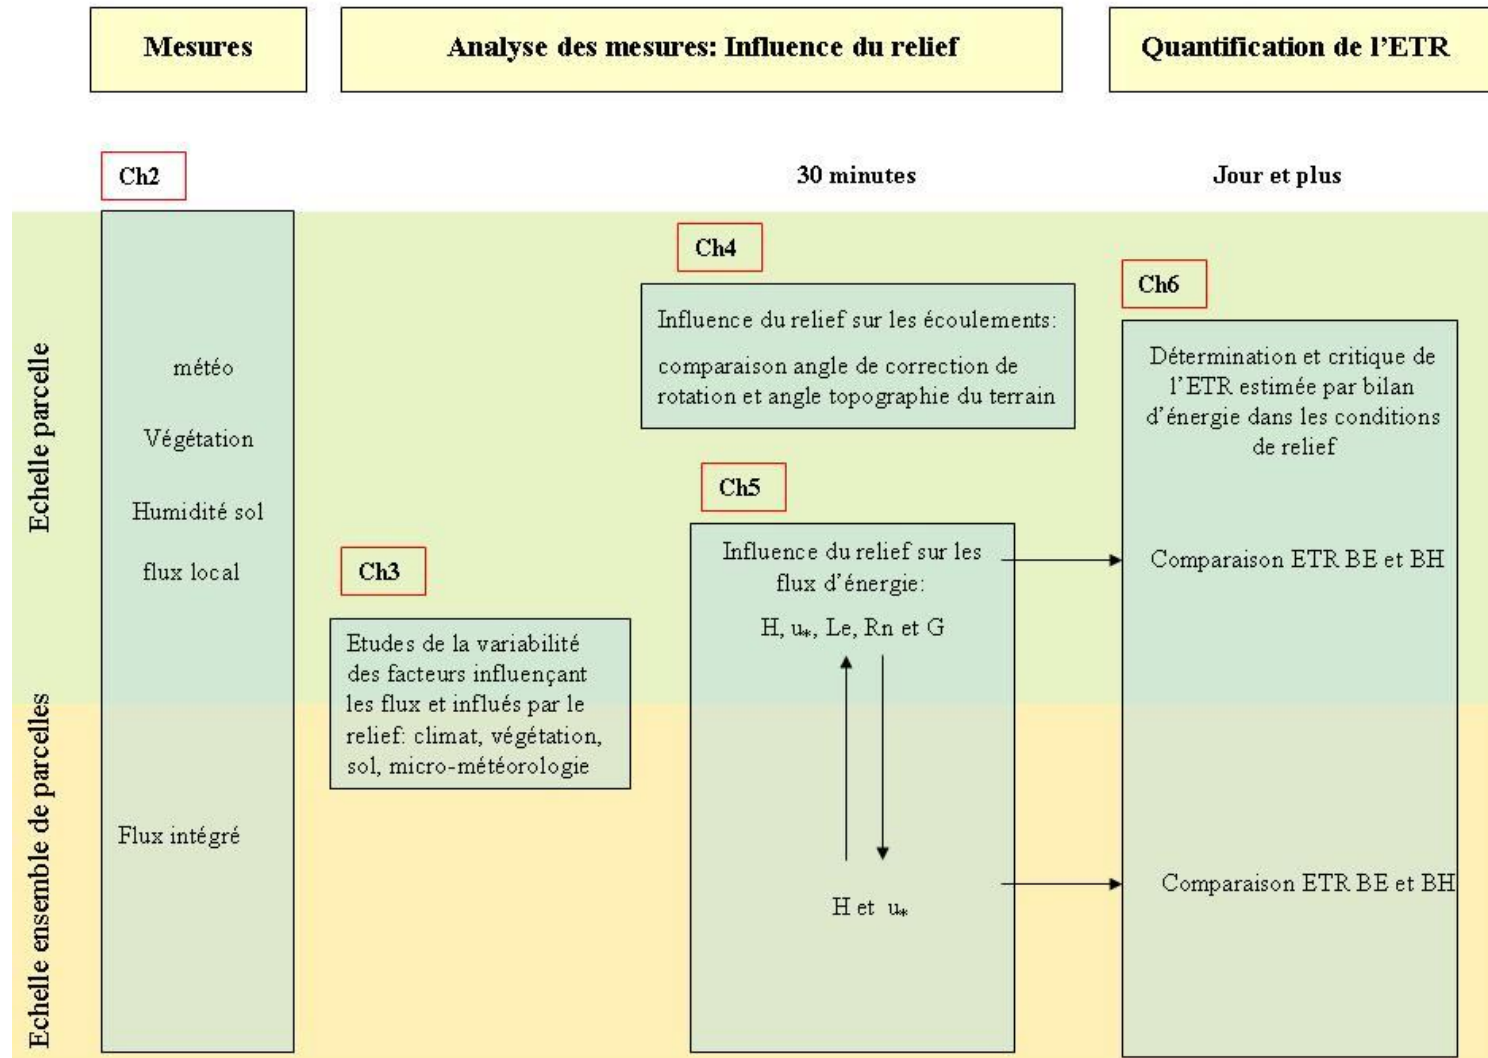 Mesures
Analyse des mesures: Influence du relief
Quantification de l'ETR
Ch2
30 minutes
Jour et plus
Echelle parcelle
Echelle ensemble de parcelles
météo
Végétation
Humidité sol
flux local
Flux intégré
Ch3
Etudes de la variabilité
des facteurs influençant
les flux et influés par le
relief: climat, végétation,
sol, micro-météorologie
Ch4
Influence du relief sur les écoulements:
comparaison angle de correction de
rotation et angle topographie du terrain
Ch5
Influence du relief sur les
flux d'énergie:
H, u*, Le, Rn et G
H et u*
Ch6
Détermination et critique de
l'ETR estimée par bilan
d'énergie dans les conditions
de relief
Comparaison ETR BE et BH
Comparaison ETR BE et BH